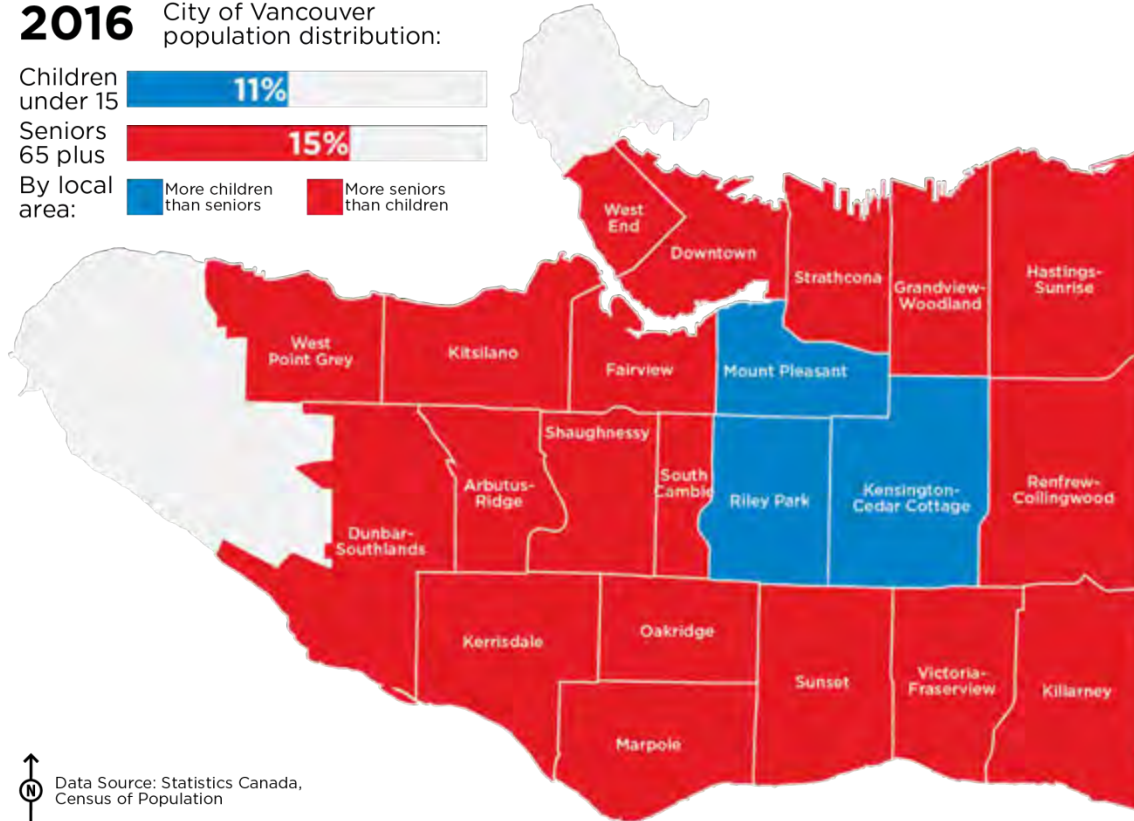 2016
City of Vancouver
population distribution:
Children
under 15
11%
Seniors
65 plus
15%
By local
area:
More children
than seniors
More seniors
than children
West
End
Downtown
Strathcona
Grandview-
Woodland
Hastings-
Sunrise
West
Point Grey
Kitsilano
Fairview
Mount Pleasant
Shaughnessy
Arbutus-
Ridge
South
Cambie
Riley Park
Kensington-
Cedar Cottage
Renfrew-
Collingwood
Dunbar-
Southlands
Kerrisdale
Oakridge
Sunset
Victoria-
Fraserview
Killarney
Marpole
N
Data Source: Statistics Canada,
Census of Population